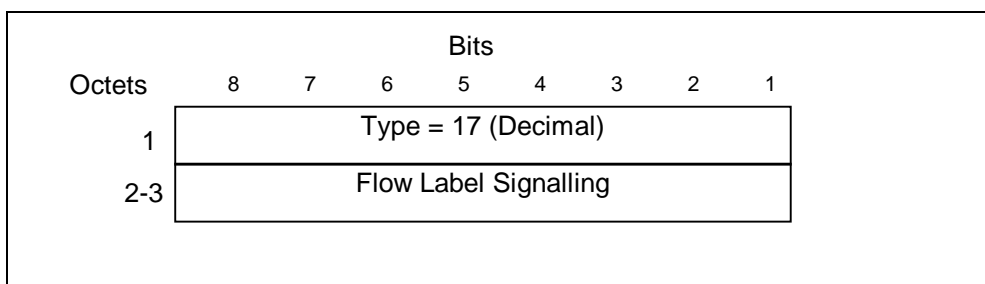 Bits
Octets 8 7 6 5 4 3 2 1
1 Type = 17 (Decimal)
2-3 Flow Label Signalling